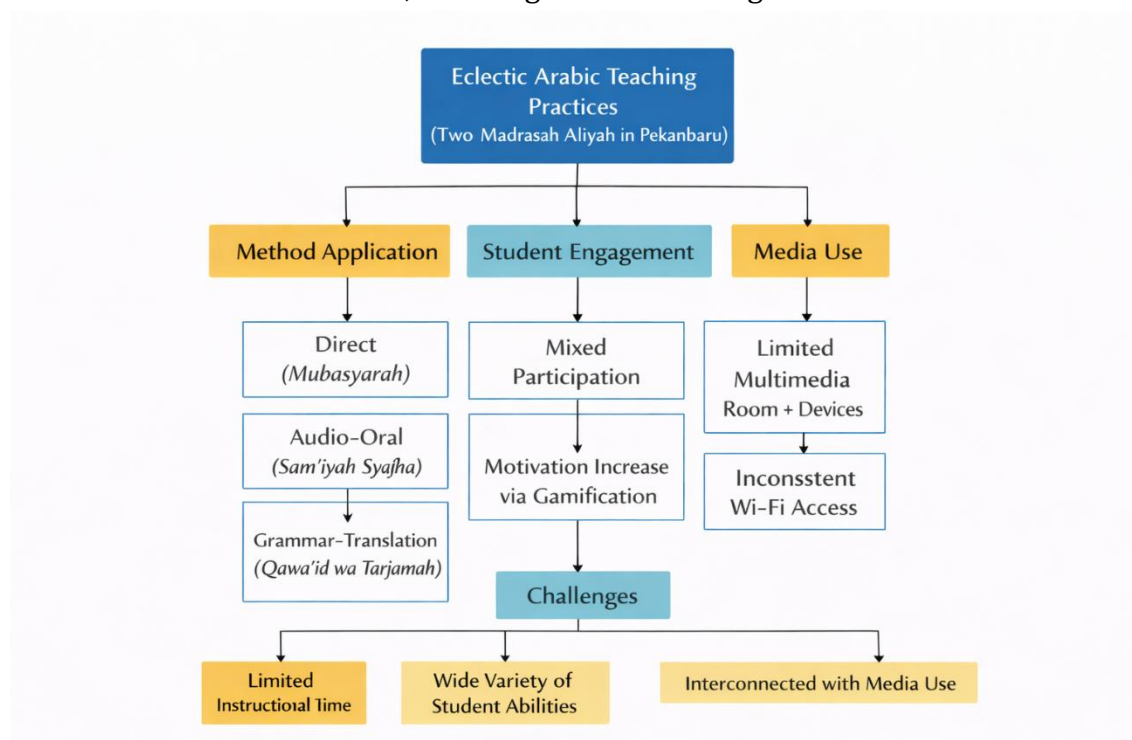 Eclectic Arabic Teaching
Practices
(Two Madrasah Aliyah in Pekanbaru)
Method Application
Student Engagement
Media Use
Direct
(Mubasyarah)
Audio-Oral
(Sam'iyah Syafha)
Grammar-Translation
(Qawa'id wa Tarjamah)
Mixed
Participation
Motivation Increase
via Gamification
Limited
Multimedia
Room + Devices
Inconsstent
Wi-Fi Access
Challenges
Limited
Instructional Time
Wide Variety of
Student Abilities
Interconnected with Media Use